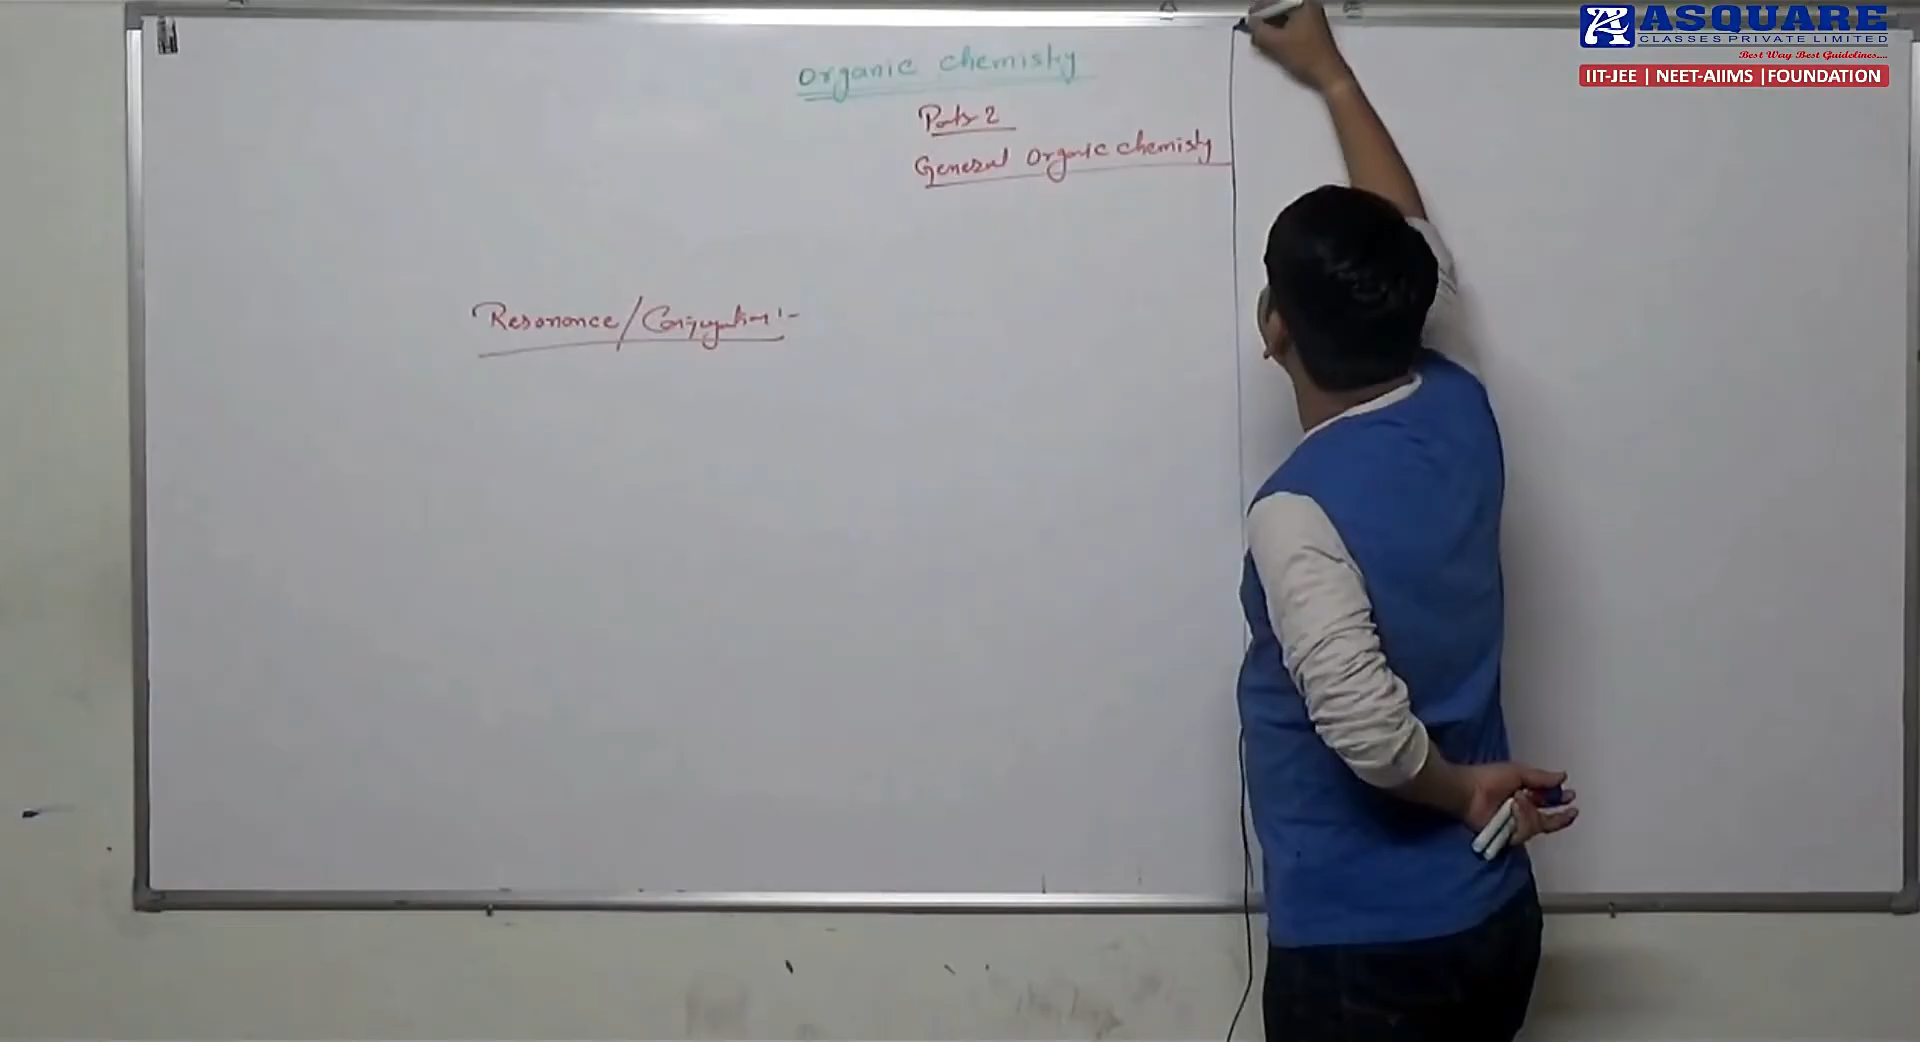 Organic chemistry
Part-2
General Organic chemisty
Resonance/Conjugation:-
ASQUARE
CLASSES PRIVATE LIMITED
Best Way Best Guidelines....
IIT-JEE | NEET-AIIMS |FOUNDATION